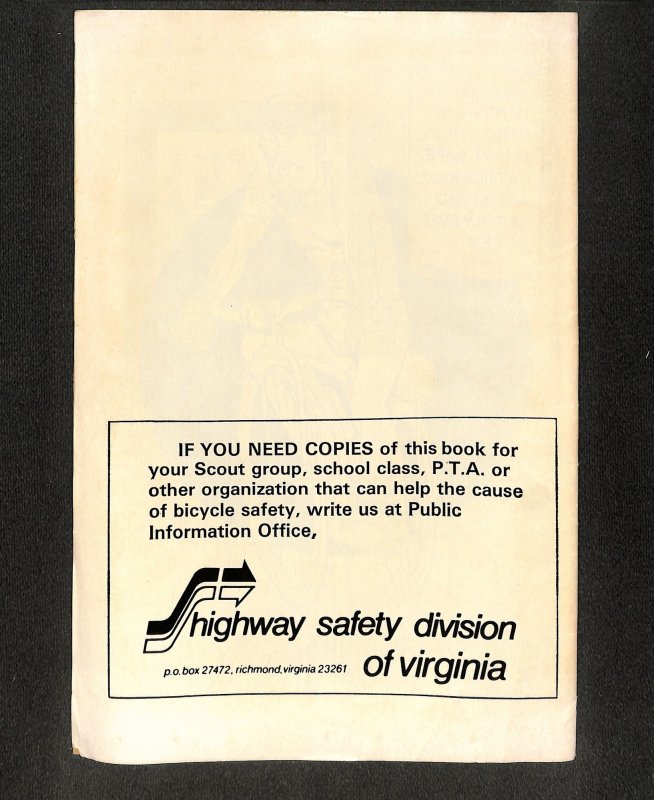 IF YOU NEED COPIES of this book for
your Scout group, school class, P.T.A. or
other organization that can help the cause
of bicycle safety, write us at Public
Information Office,
highway safety division
of virginia
p.o. box 27472, richmond, virginia 23261